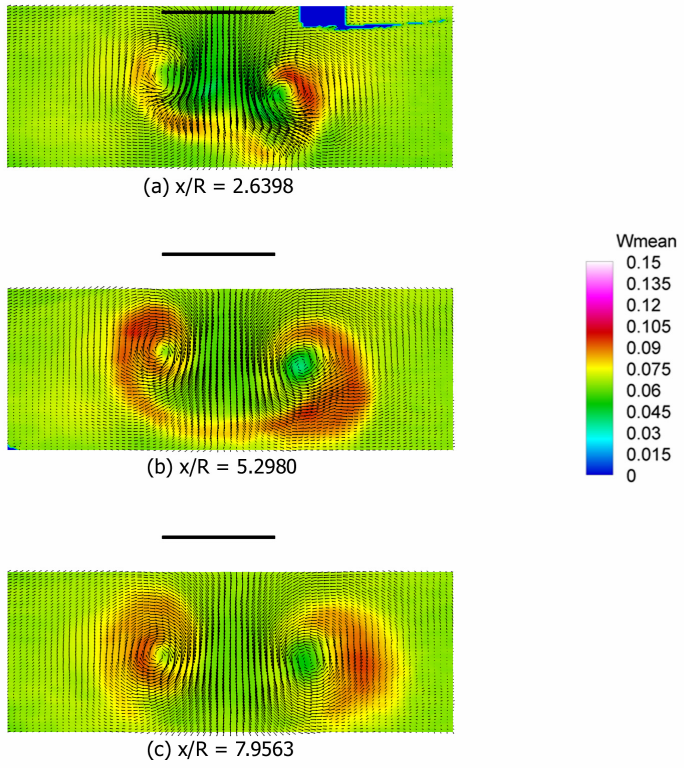 (a) x/R = 2.6398
Wmean
0.15
0.135
0.12
0.105
0.09
0.075
0.06
0.045
0.03
0.015
0
(b) x/R = 5.2980
(c) x/R = 7.9563